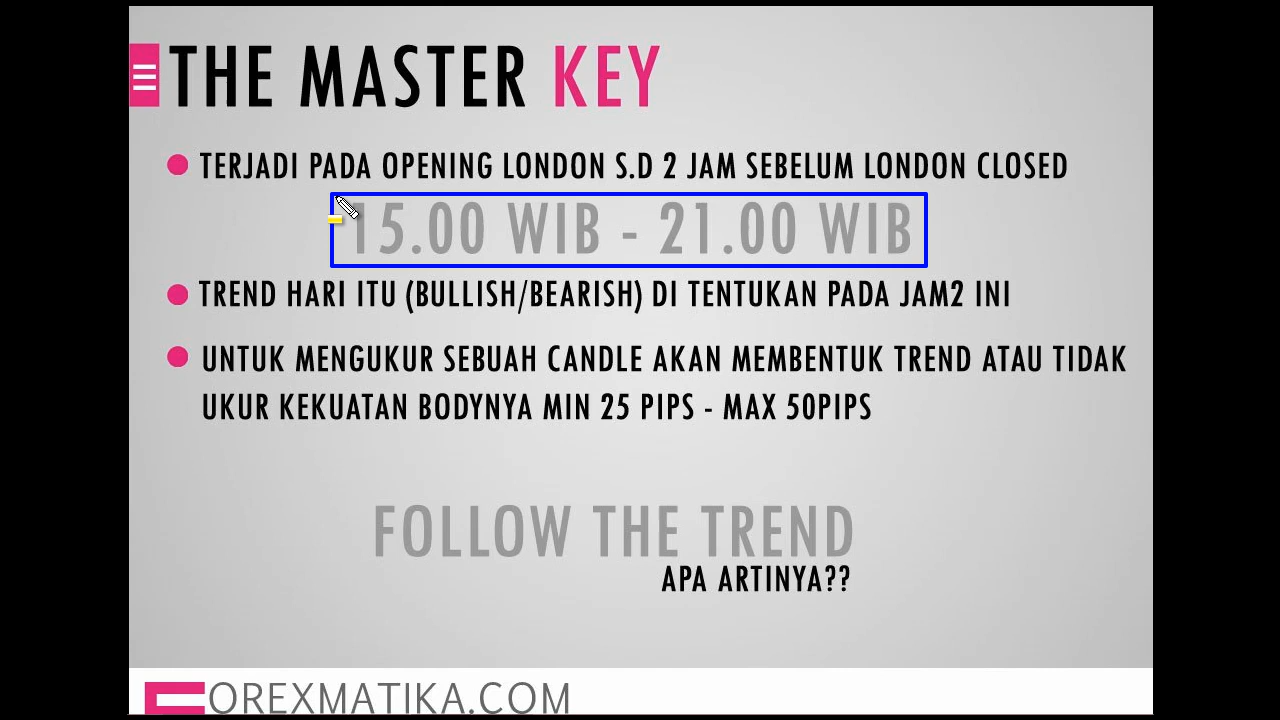 THE MASTER KEY
TERJADI PADA OPENING LONDON S.D 2 JAM SEBELUM LONDON CLOSED
15.00 WIB - 21.00 WIB
TREND HARI ITU (BULLISH/BEARISH) DI TENTUKAN PADA JAM2 INI
UNTUK MENGUKUR SEBUAH CANDLE AKAN MEMBENTUK TREND ATAU TIDAK
UKUR KEKUATAN BODYNYA MIN 25 PIPS - MAX 50PIPS
FOLLOW THE TREND
APA ARTINYA??
FOREXMATIKA.COM